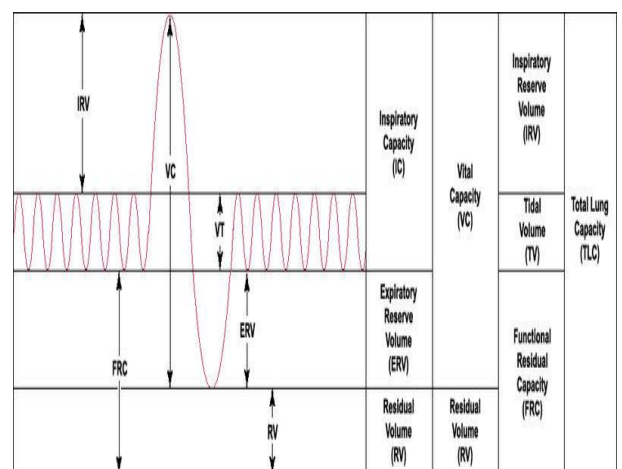 IRV
VC
VT
ERV
FRC
RV
Inspiratory
Capacity
(IC)
Expiratory
Reserve
Volume
(ERV)
Residual
Volume
(RV)
Vital
Capacity
(VC)
Residual
Volume
(RV)
Inspiratory
Reserve
Volume
(IRV)
Tidal
Volume
(TV)
Functional
Residual
Capacity
(FRC)
Total Lung
Capacity
(TLC)